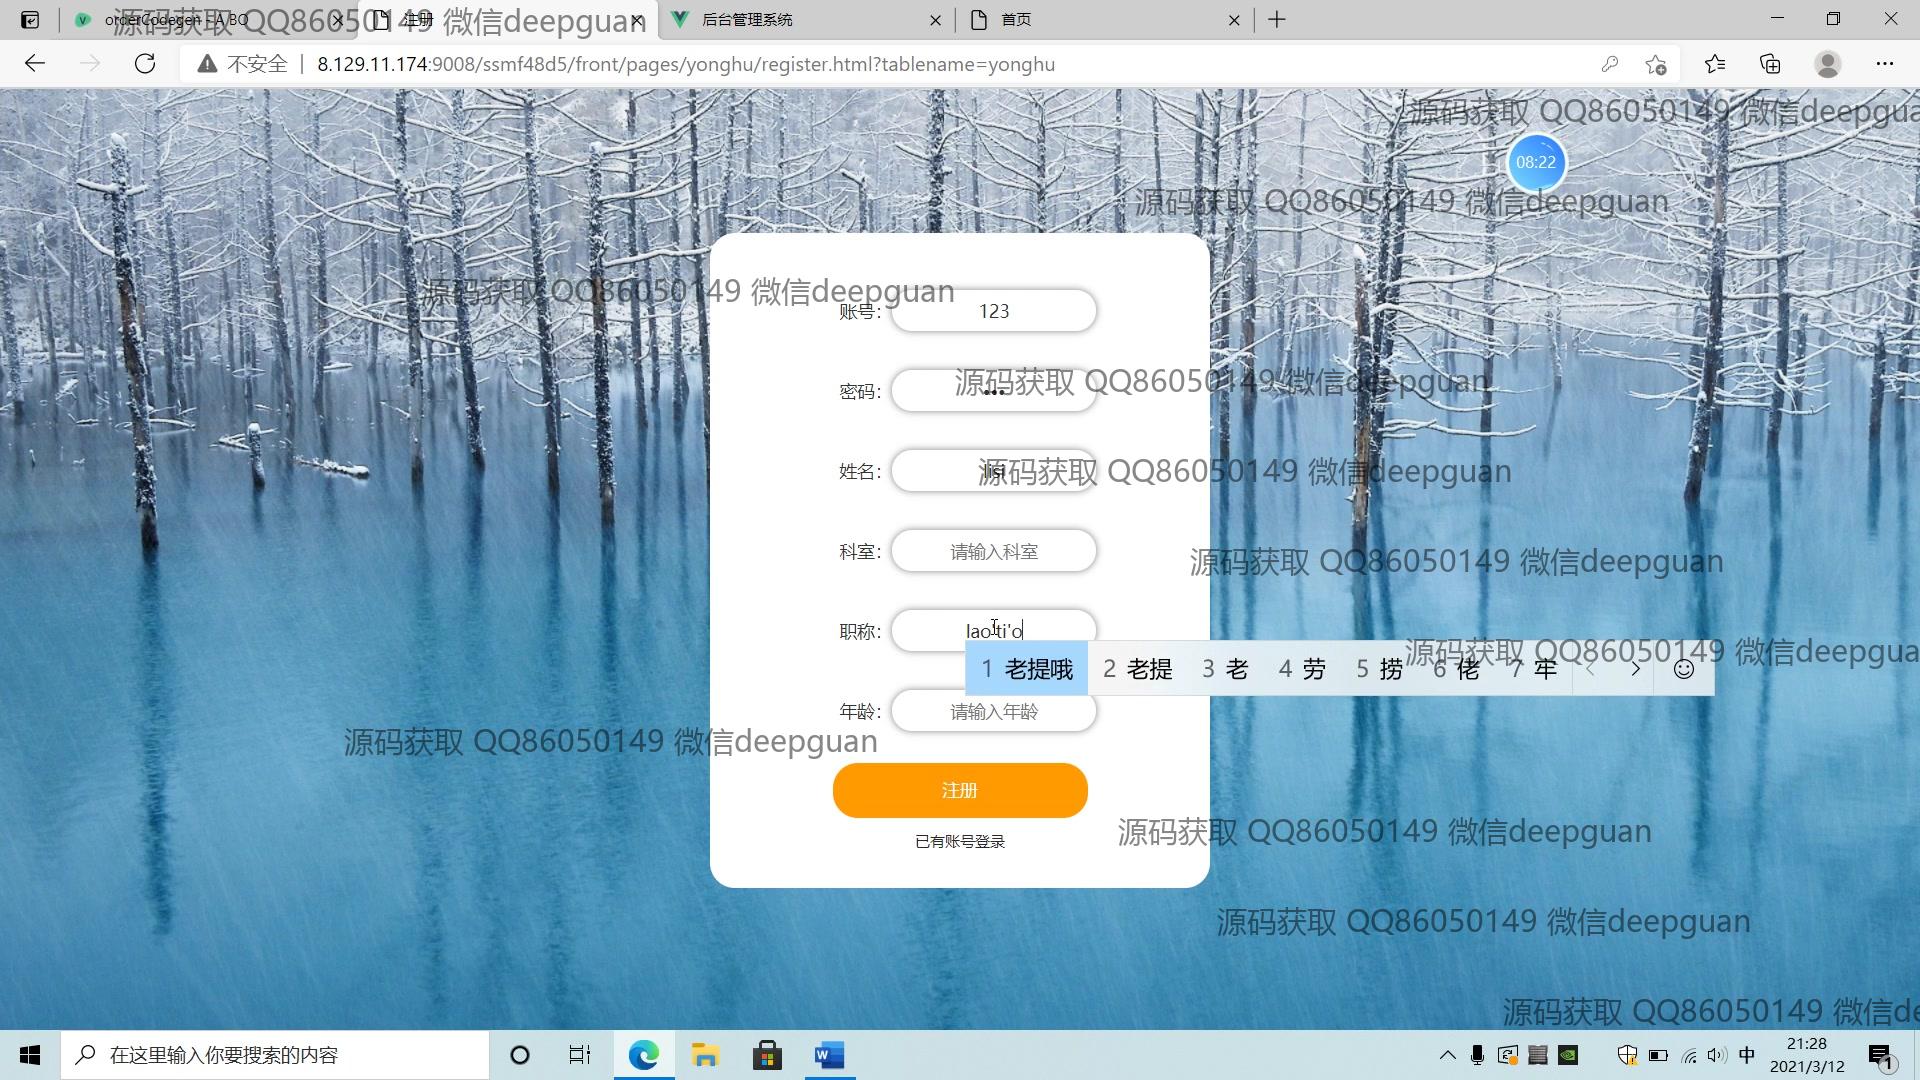 orderCodegen - A/BO
注册
后台管理系统
首页
源码获取 QQ86050149 微信deepguan
不安全
8.129.11.174:9008/ssmf48d5/front/pages/yonghu/register.html?tablename=yonghu
源码获取 QQ86050149 微信deepgua
08:22
源码获取 QQ86050149 微信deepguan
源码获取 QQ86050149 微信deepguan
账号: 123
源码获取 QQ86050149 微信deepguan
密码: •••
姓名: lisi
源码获取 QQ86050149 微信deepguan
科室: 请输入科室
源码获取 QQ86050149 微信deepguan
职称: lao'ti'o
源码获取 QQ86050149 微信deepgua
1 老提哦 2 老提 3 老 4 劳 5 捞 6 佬 7 牢
年龄: 请输入年龄
源码获取 QQ86050149 微信deepguan
注册
已有账号登录
源码获取 QQ86050149 微信deepguan
源码获取 QQ86050149 微信deepguan
源码获取 QQ86050149 微信de
在这里输入你要搜索的内容
中
21:28
2021/3/12
1